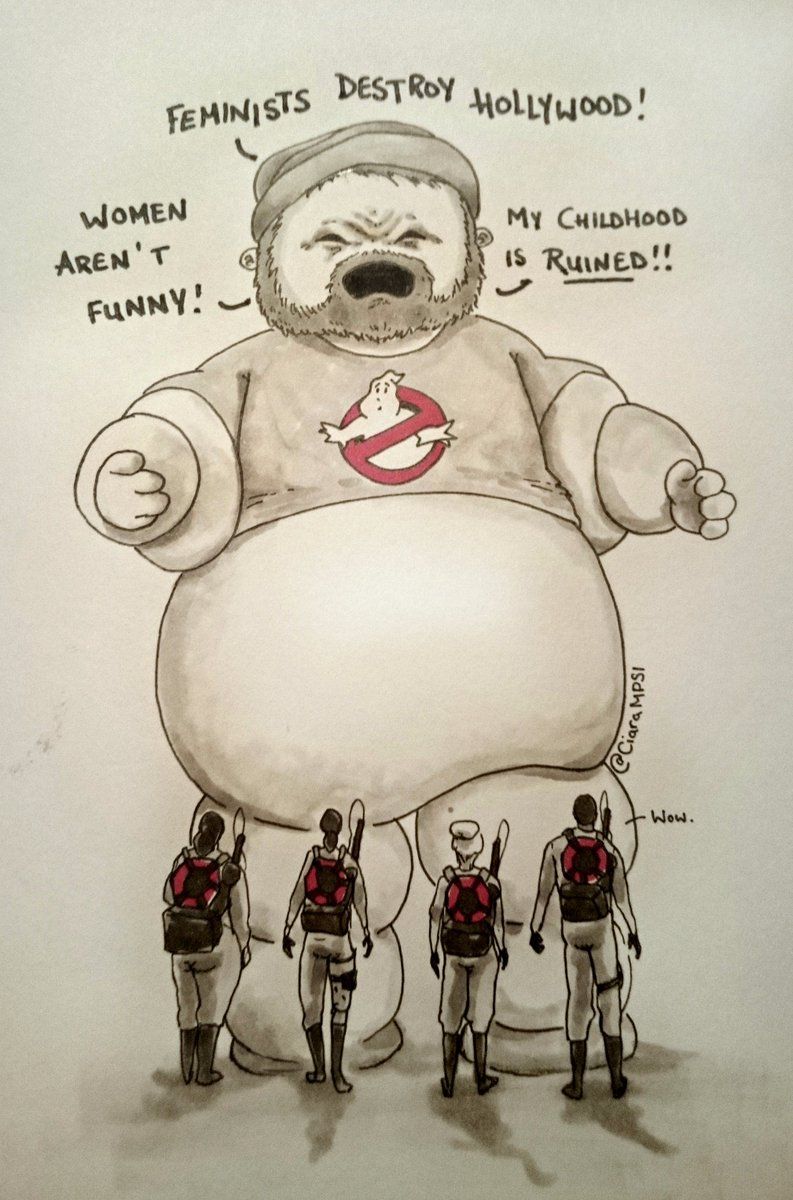 FEMINISTS DESTROY HOLLYWOOD!
WOMEN
AREN'T
FUNNY!
MY CHILDHOOD
IS RUINED!!
@CiaraMPSI
WOW.